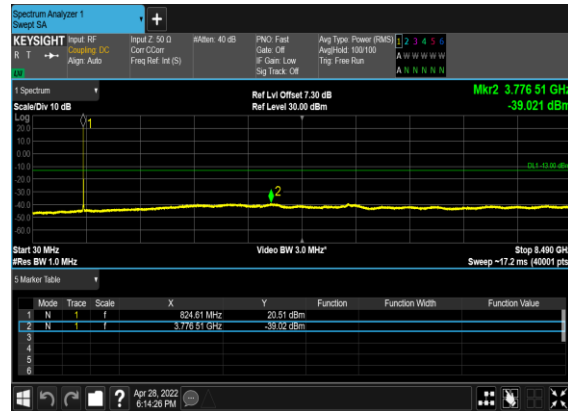 Spectrum Analyzer 1
Swept SA
+
KEYSIGHT Input: RF Input Z: 50 Ω #Atten: 40 dB PNO: Fast Avg Type: Power (RMS) 1 2 3 4 5 6
R T Coupling: DC Corr CCorr Gate: Off Avg|Hold: 100/100 A W W W W W
Align: Auto Freq Ref: Int (S) IF Gain: Low Trig: Free Run
Sig Track: Off A N N N N N
1 Spectrum
Ref Lvl Offset 7.30 dB Mkr2 3.776 51 GHz
Scale/Div 10 dB Ref Level 30.00 dBm -39.021 dBm
Log
1
20.0
10.0
0.00
-10.0 DL1 -13.00 dBm
-20.0
-30.0
2
-40.0
-50.0
-60.0
Start 30 MHz Video BW 3.0 MHz* Stop 8.490 GHz
#Res BW 1.0 MHz Sweep ~17.2 ms (40001 pts)
5 Marker Table
Mode Trace Scale X Y Function Function Width Function Value
1 N 1 f 824.61 MHz 20.51 dBm
2 N 1 f 3.776 51 GHz -39.02 dBm
3
4
5
6
? Apr 28, 2022
6:14:26 PM